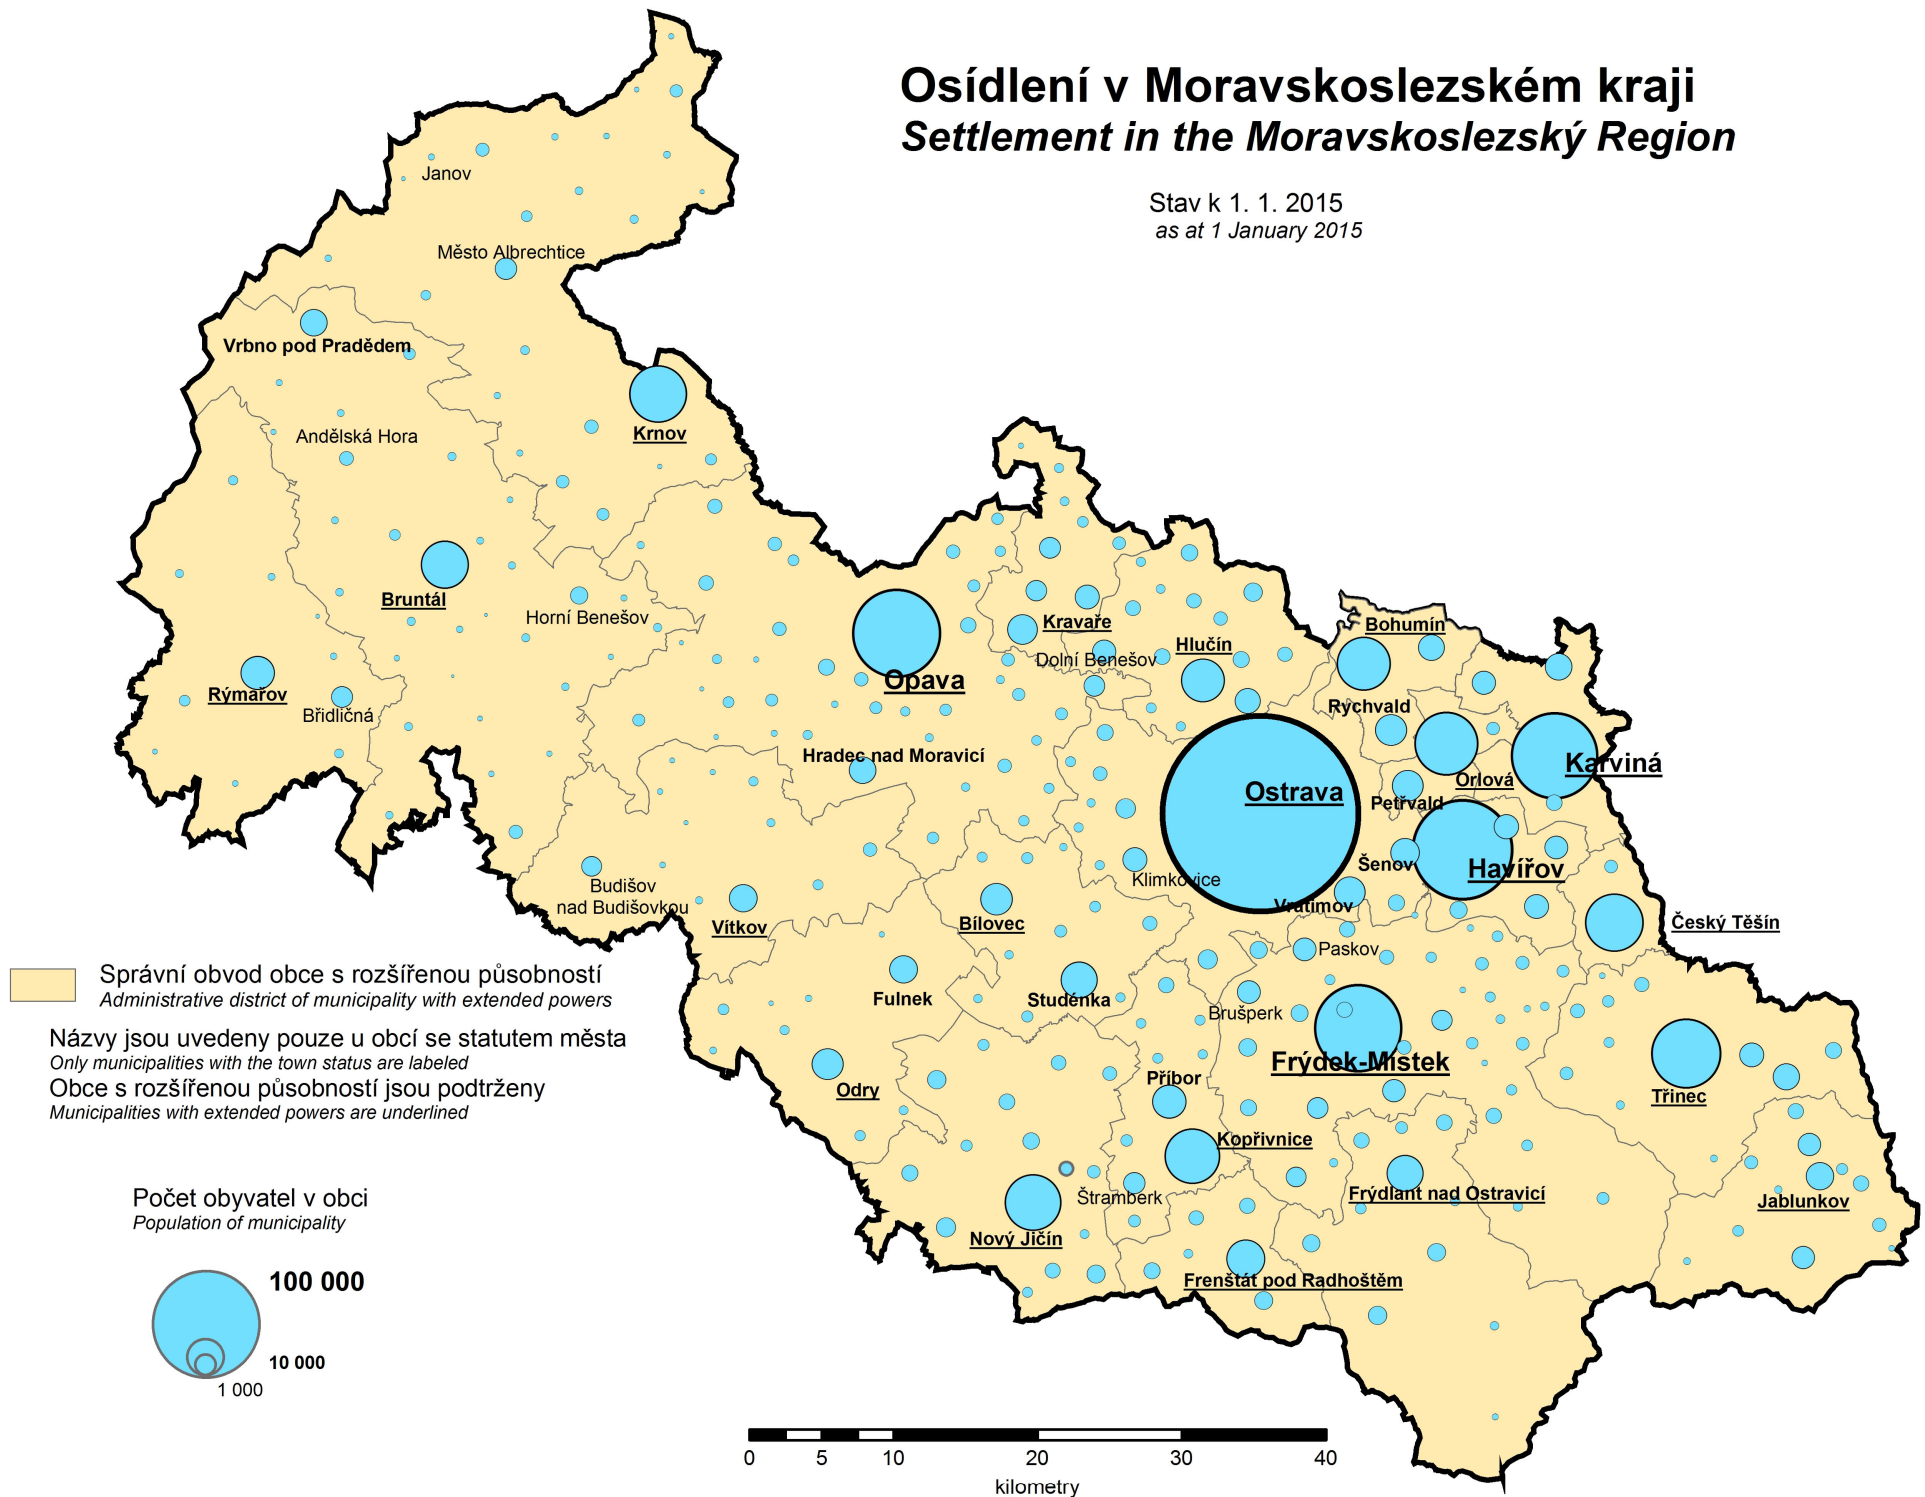 Osídlení v Moravskoslezském kraji
Settlement in the Moravskoslezský Region
Stav k 1. 1. 2015
as at 1 January 2015
Janov
Město Albrechtice
Vrbno pod Pradědem
Krnov
Andělská Hora
Bruntál
Horní Benešov
Kravaře
Bohumín
Hlučín
Dolní Benešov
Opava
Rýmařov
Břidličná
Rychvald
Hradec nad Moravicí
Karviná
Orlová
Ostrava
Petřvald
Šenov
Havířov
Klimkovice
Budišov
nad Budišovkou
Vratimov
Vítkov
Bílovec
Český Těšín
Paskov
Fulnek
Studénka
Brušperk
Frýdek-Místek
Příbor
Odry
Třinec
Kopřivnice
Štramberk
Frýdlant nad Ostravicí
Jablunkov
Nový Jičín
Frenštát pod Radhoštěm
Správní obvod obce s rozšířenou působností
Administrative district of municipality with extended powers
Názvy jsou uvedeny pouze u obcí se statutem města
Only municipalities with the town status are labeled
Obce s rozšířenou působností jsou podtrženy
Municipalities with extended powers are underlined
Počet obyvatel v obci
Population of municipality
100 000
10 000
1 000
0 5 10 20 30 40
kilometry